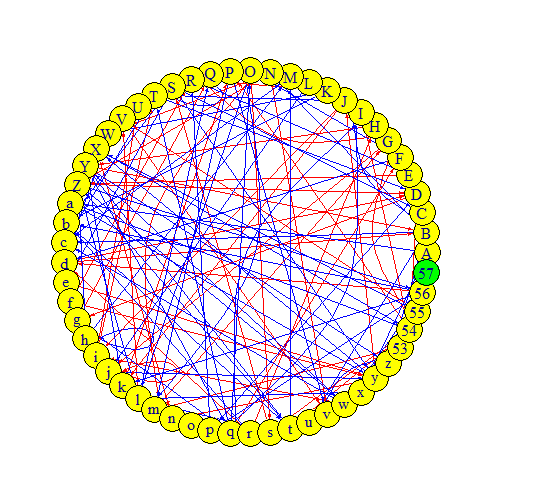 A
B
C
D
E
F
G
H
I
J
K
L
M
N
O
P
Q
R
S
T
U
V
W
X
Y
Z
a
b
c
d
e
f
g
h
i
j
k
l
m
n
o
p
q
r
s
t
u
v
w
x
y
z
53
54
55
56
57